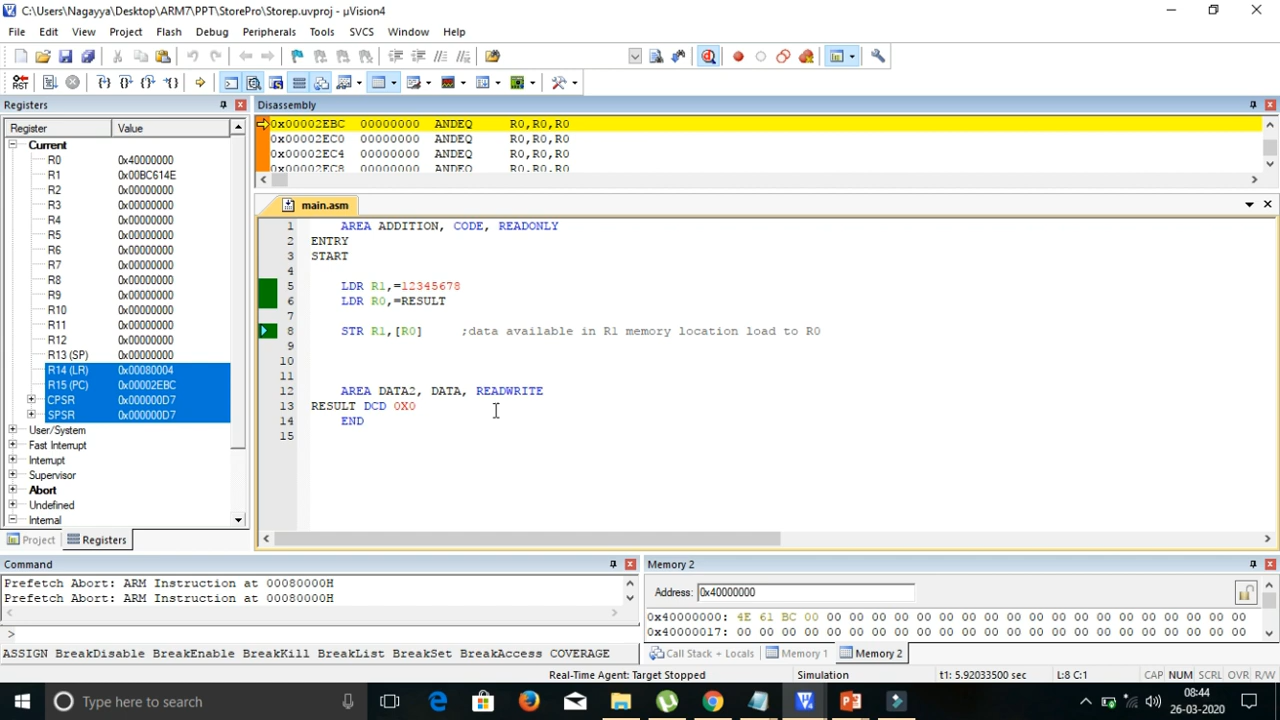 C:\Users\Nagayya\Desktop\ARM7\PPT\StorePro\Storep.uvproj - µVision4
File Edit View Project Flash Debug Peripherals Tools SVCS Window Help
RST
Registers
Register Value
Current
R0 0x40000000
R1 0x00BC614E
R2 0x00000000
R3 0x00000000
R4 0x00000000
R5 0x00000000
R6 0x00000000
R7 0x00000000
R8 0x00000000
R9 0x00000000
R10 0x00000000
R11 0x00000000
R12 0x00000000
R13 (SP) 0x00000000
R14 (LR) 0x00080004
R15 (PC) 0x00002EBC
CPSR 0x000000D7
SPSR 0x000000D7
User/System
Fast Interrupt
Interrupt
Supervisor
Abort
Undefined
Internal
Project Registers
Disassembly
0x00002EBC 00000000 ANDEQ R0,R0,R0
0x00002EC0 00000000 ANDEQ R0,R0,R0
0x00002EC4 00000000 ANDEQ R0,R0,R0
0x00002EC8 00000000 ANDEQ R0,R0,R0
main.asm
1 AREA ADDITION, CODE, READONLY
2 ENTRY
3 START
4
5 LDR R1,=12345678
6 LDR R0,=RESULT
7
8 STR R1,[R0] ;data available in R1 memory location load to R0
9
10
11
12 AREA DATA2, DATA, READWRITE
13 RESULT DCD 0X0
14 END
15
Command
Prefetch Abort: ARM Instruction at 00080000H
Prefetch Abort: ARM Instruction at 00080000H
>
ASSIGN BreakDisable BreakEnable BreakKill BreakList BreakSet BreakAccess COVERAGE
Memory 2
Address: 0x40000000
0x40000000: 4E 61 BC 00 00 00 00 00 00 00 00 00 00 00 00 00 00 00 00 00 00 00 00
0x40000017: 00 00 00 00 00 00 00 00 00 00 00 00 00 00 00 00 00 00 00 00 00 00 00
Call Stack + Locals Memory 1 Memory 2
Real-Time Agent: Target Stopped Simulation t1: 5.92033500 sec L:8 C:1 CAP NUM SCRL OVR R/W
Type here to search
08:44
26-03-2020